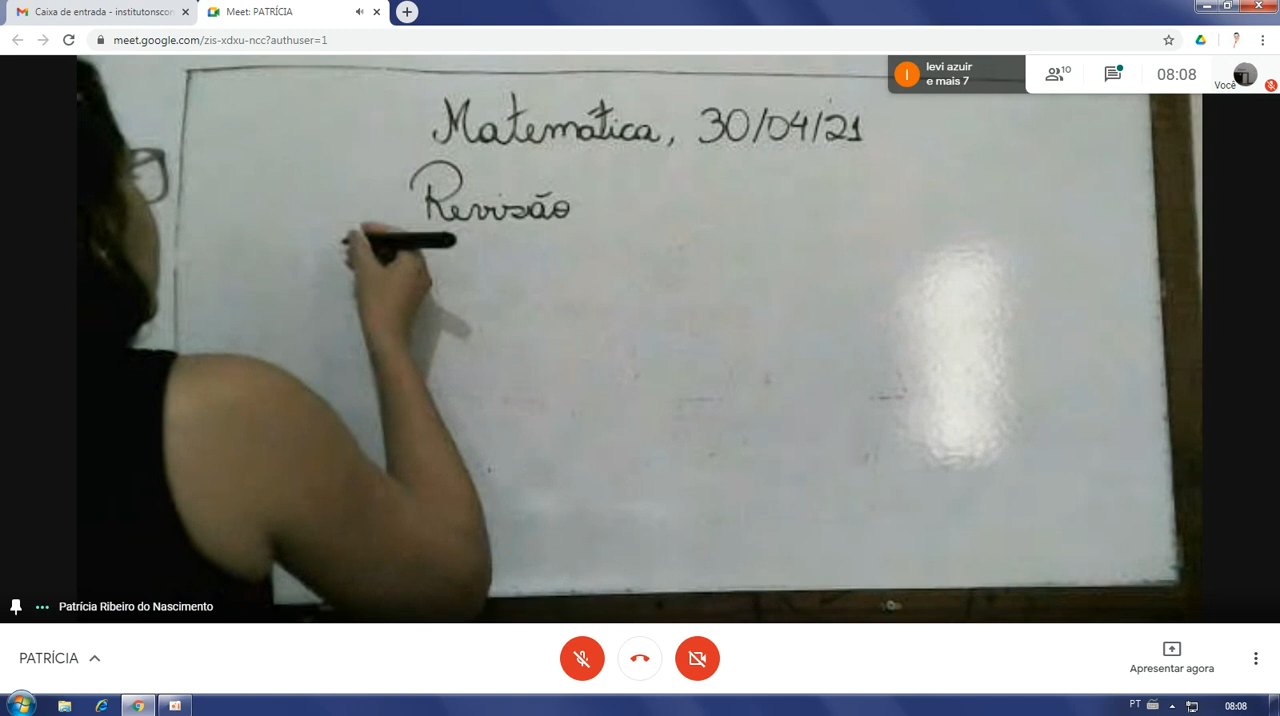 Caixa de entrada - institutonscon
Meet: PATRÍCIA
meet.google.com/zis-xdxu-ncc?authuser=1
levi azuir
e mais 7
10
08:08
Você
Matemática, 30/04/21
Revisão
Patrícia Ribeiro do Nascimento
PATRÍCIA
Apresentar agora
PT
08:08